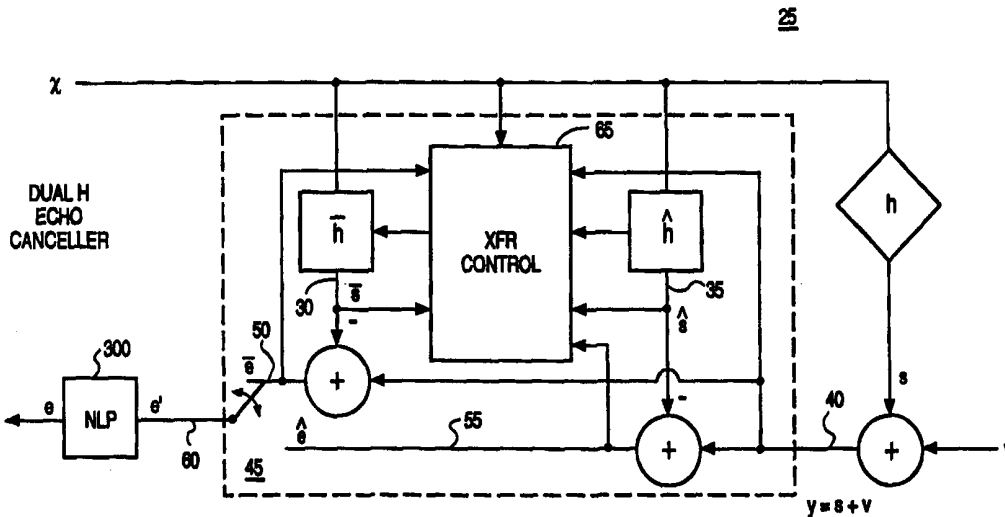 25
χ
65
DUAL H
ECHO
CANCELLER
h̅
XFR
CONTROL
ĥ
h
30
s̅
-
35
ŝ
50
e̅
+
300
NLP
e
e'
60
ê
55
-
+
45
40
s
+
v
y = s + v